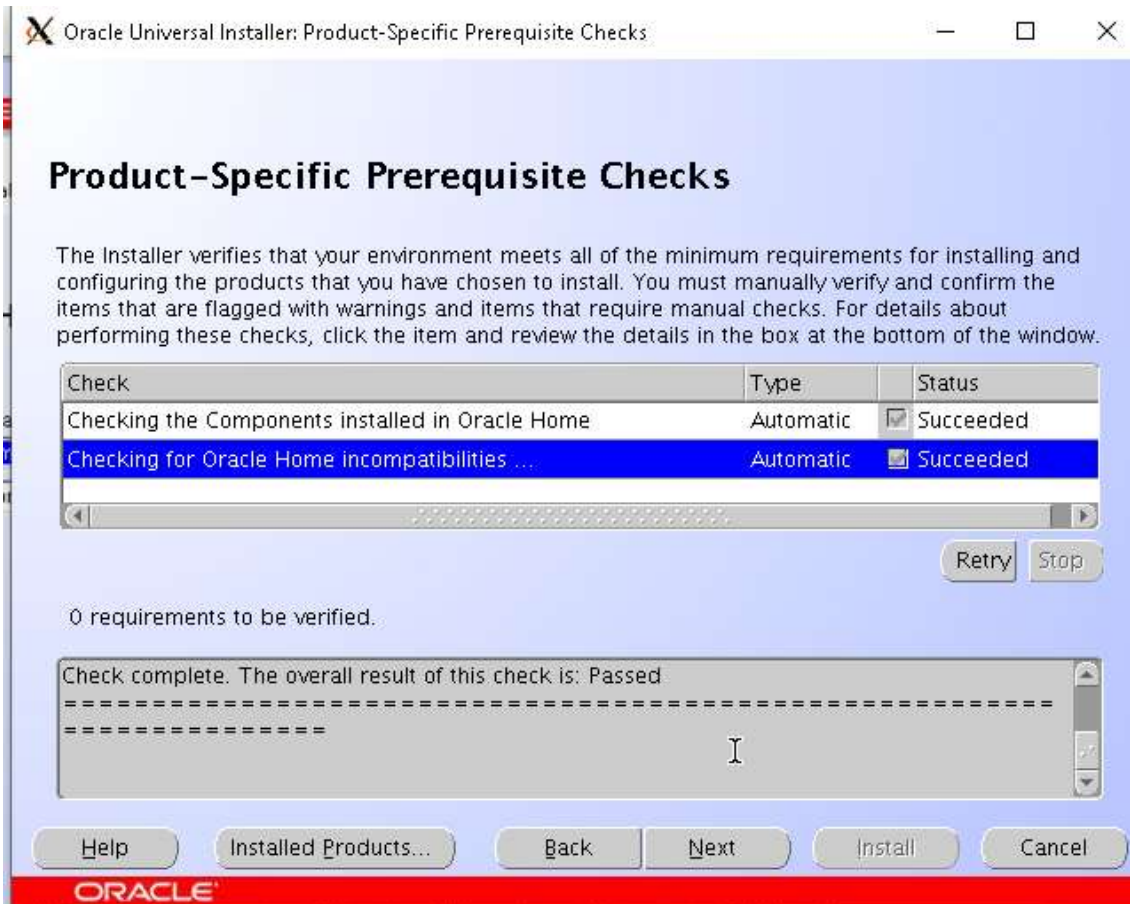 Oracle Universal Installer: Product-Specific Prerequisite Checks
Product-Specific Prerequisite Checks
The Installer verifies that your environment meets all of the minimum requirements for installing and
configuring the products that you have chosen to install. You must manually verify and confirm the
items that are flagged with warnings and items that require manual checks. For details about
performing these checks, click the item and review the details in the box at the bottom of the window.
Check Type Status
Checking the Components installed in Oracle Home Automatic Succeeded
Checking for Oracle Home incompatibilities ... Automatic Succeeded
Retry Stop
0 requirements to be verified.
Check complete. The overall result of this check is: Passed
========================================================
===============
Help Installed Products... Back Next Install Cancel
ORACLE